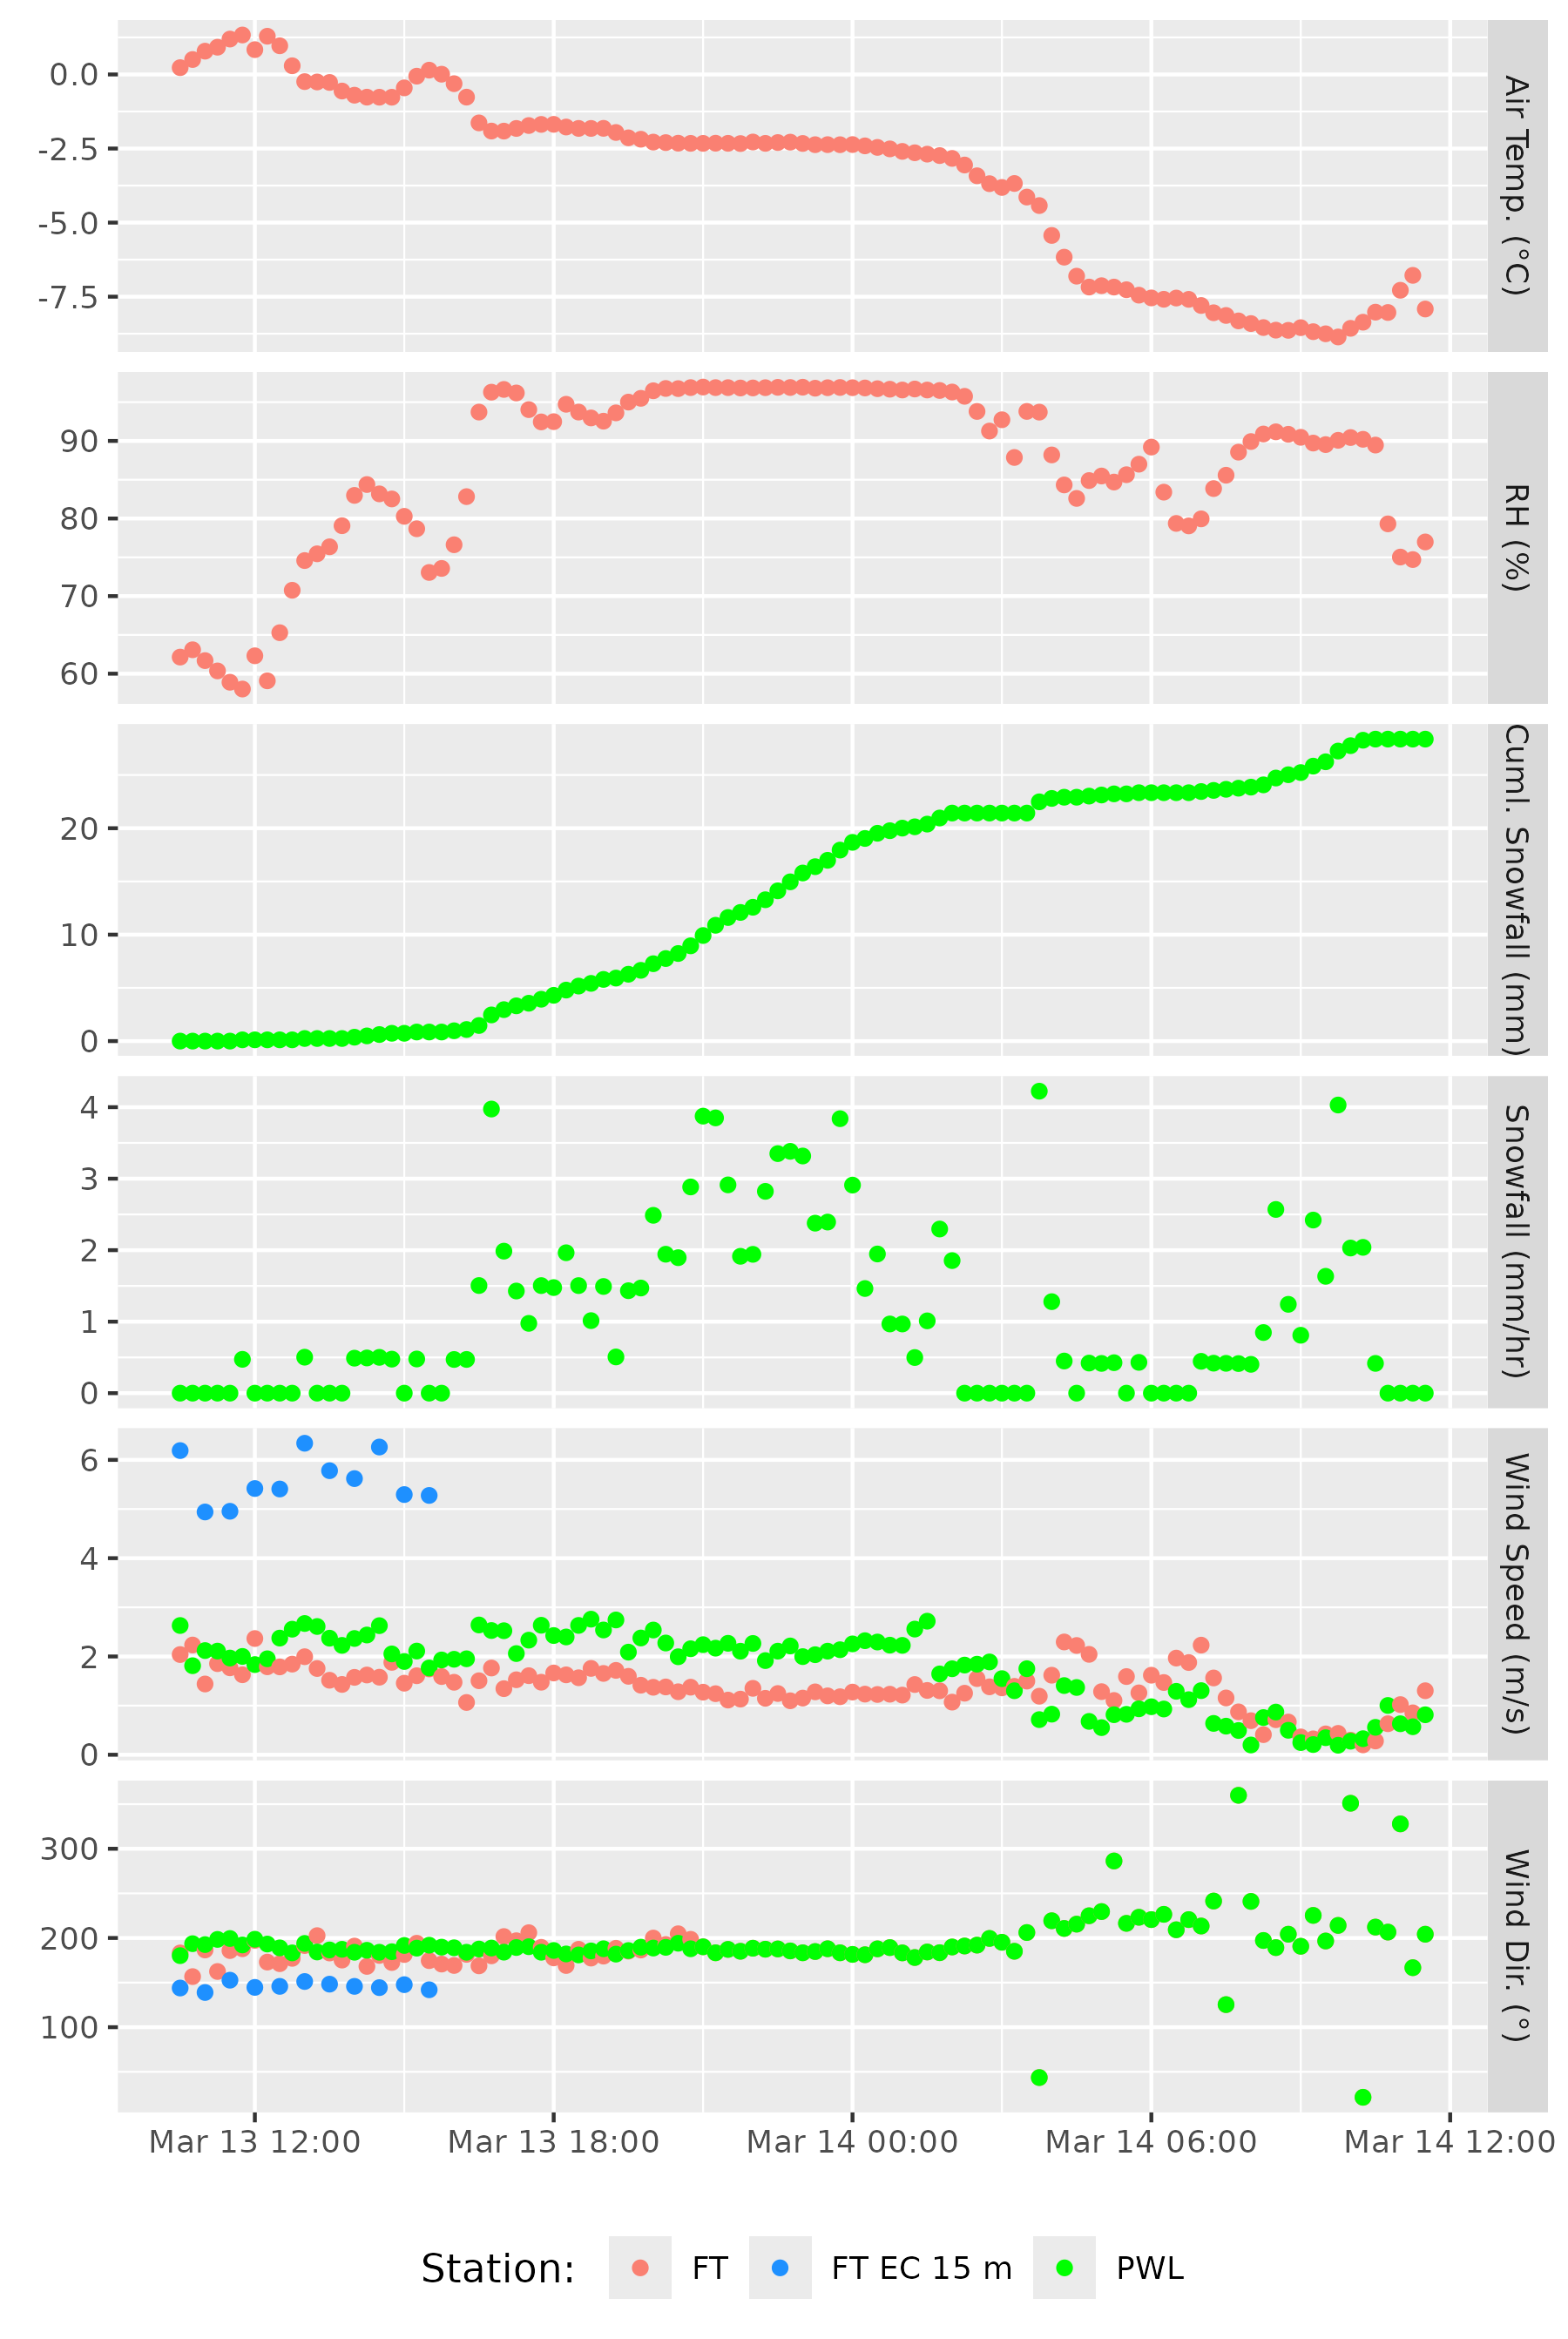 0.0
-2.5
-5.0
-7.5
Air Temp. (°C)
90
80
70
60
RH (%)
20
10
0
Cuml. Snowfall (mm)
4
3
2
1
0
Snowfall (mm/hr)
6
4
2
0
Wind Speed (m/s)
300
200
100
Wind Dir. (°)
Mar 13 12:00 Mar 13 18:00 Mar 14 00:00 Mar 14 06:00 Mar 14 12:00
Station: FT FT EC 15 m PWL